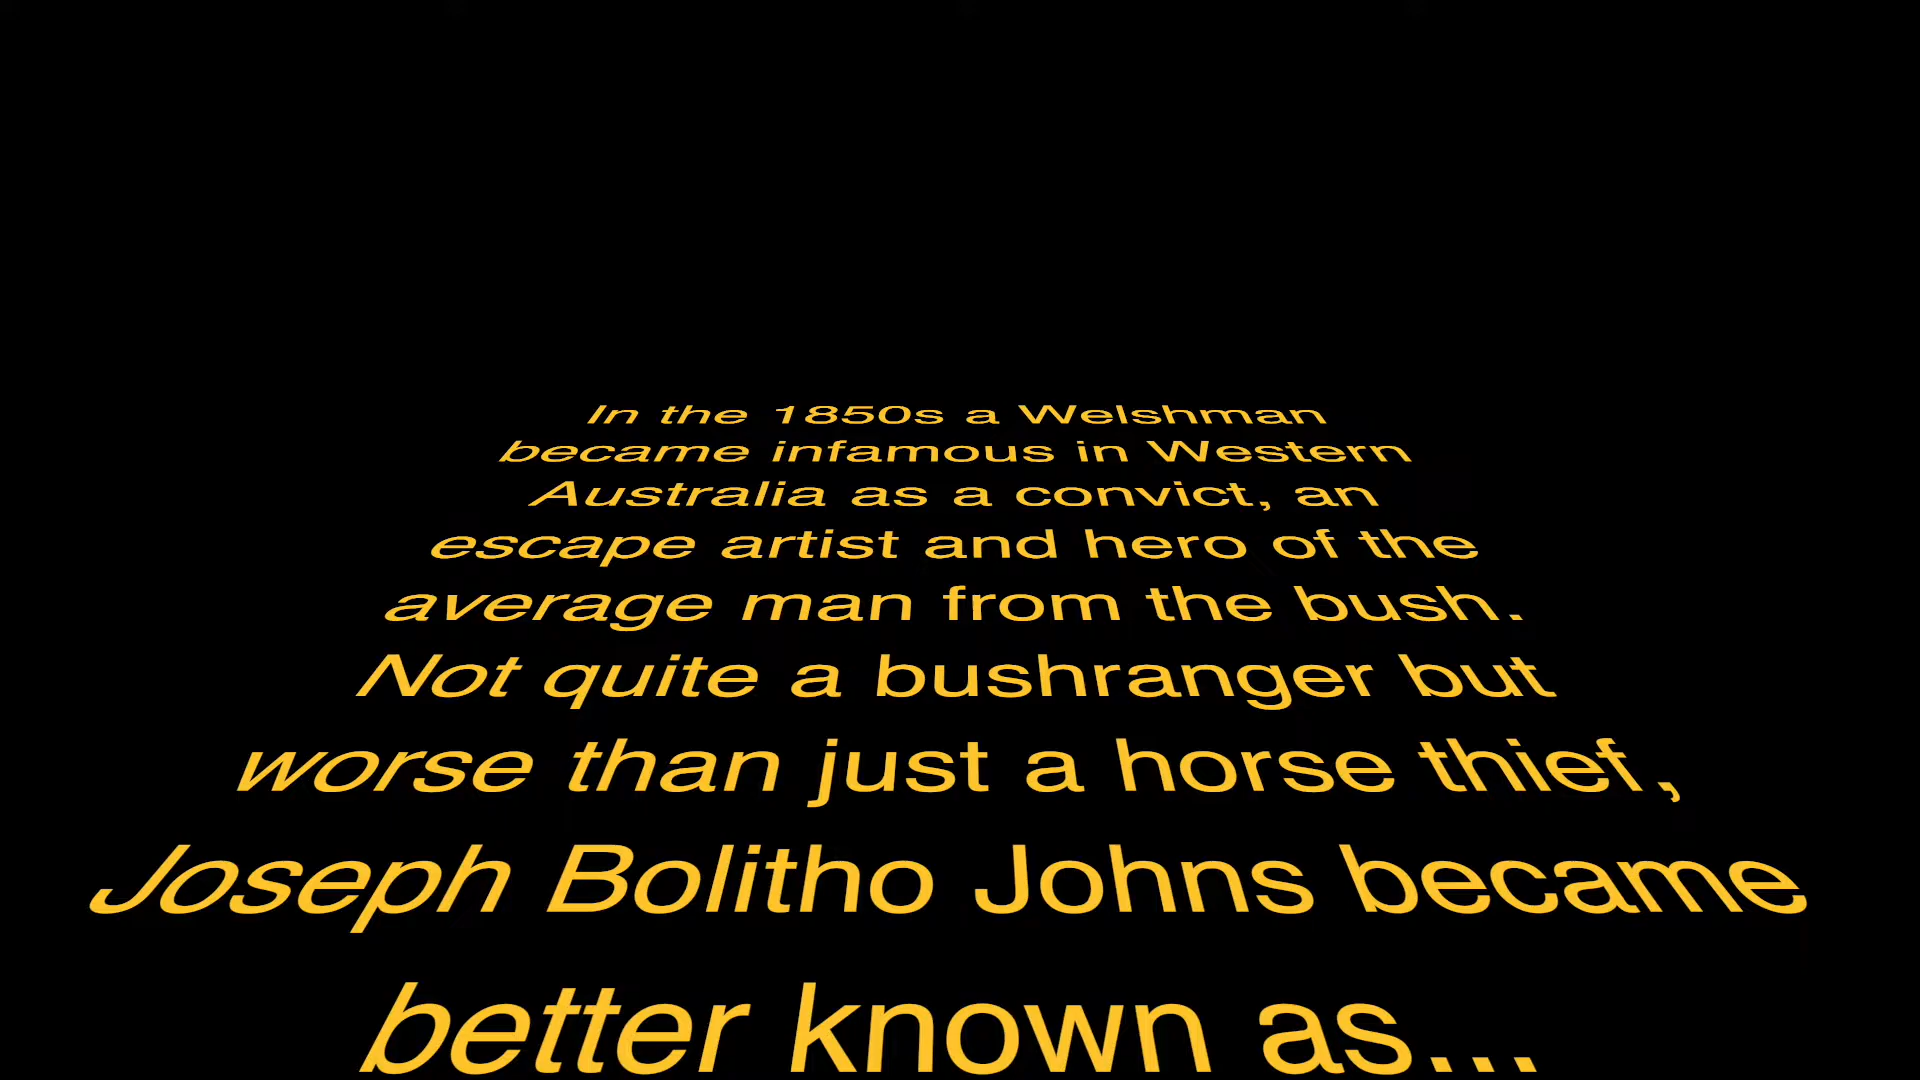 In the 1850s a Welshman
became infamous in Western
Australia as a convict, an
escape artist and hero of the
average man from the bush.
Not quite a bushranger but
worse than just a horse thief,
Joseph Bolitho Johns became
better known as...